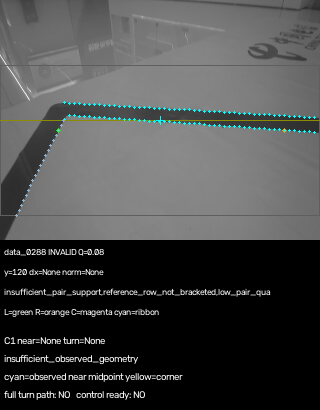 data_0288 INVALID Q=0.08
y=120 dx=None norm=None
insufficient_pair_support,reference_row_not_bracketed,low_pair_qua
L=green R=orange C=magenta cyan=ribbon
C1 near=None turn=None
insufficient_observed_geometry
cyan=observed near midpoint yellow=corner
full turn path: NO control ready: NO